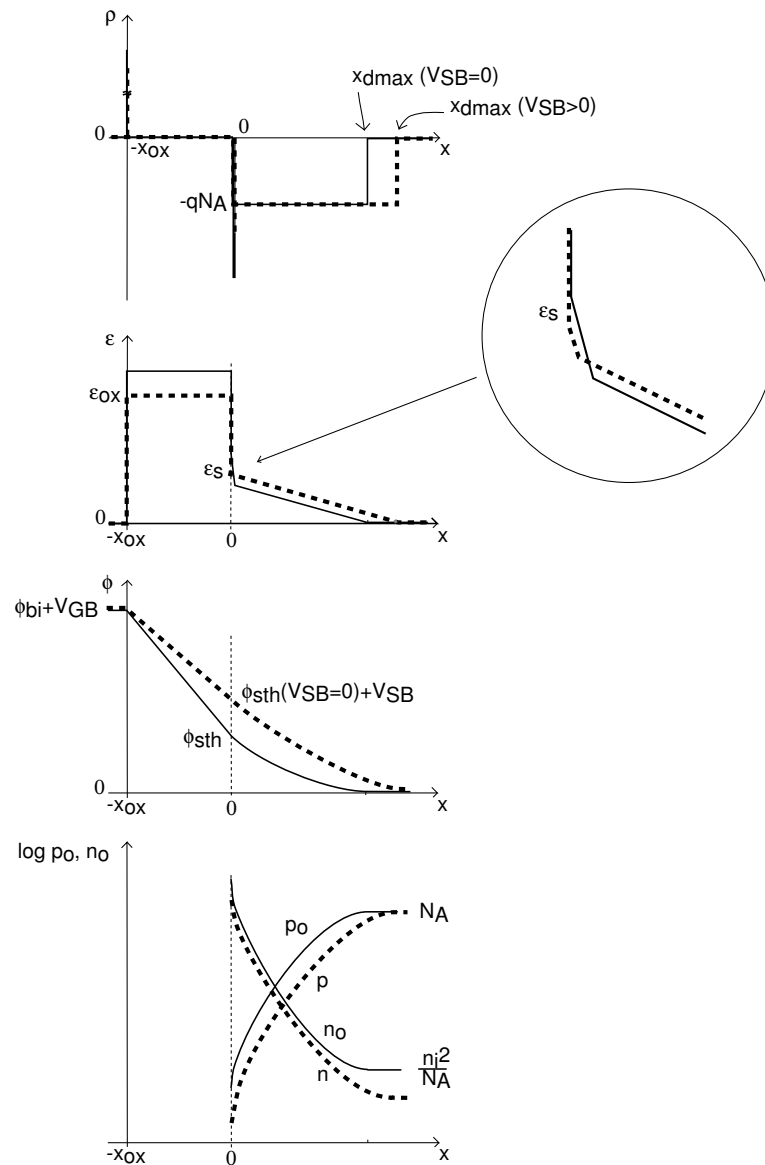 ρ
xdmax (VSB=0)
xdmax (VSB>0)
0
0
-xox
x
-qNA
εs
ε
εox
εs
0
-xox
0
x
ϕ
ϕbi+VGB
ϕsth(VSB=0)+VSB
ϕsth
0
-xox
0
x
log po, no
NA
po
p
no
n
ni2
NA
-xox
0
x